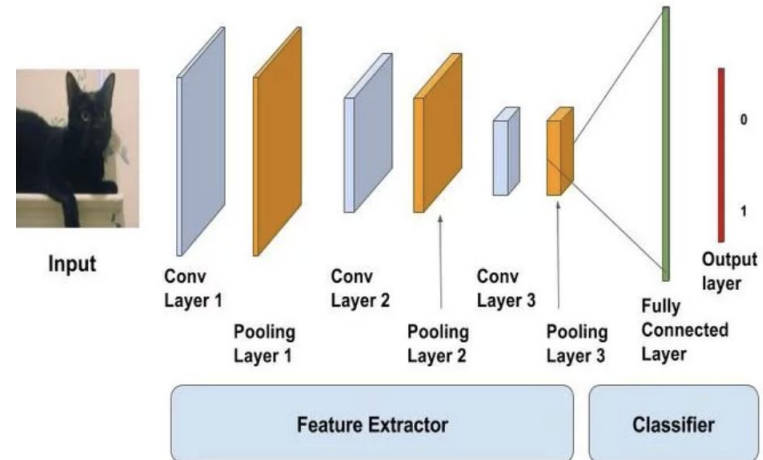 Input
Conv
Layer 1
Pooling
Layer 1
Conv
Layer 2
Pooling
Layer 2
Conv
Layer 3
Pooling
Layer 3
Fully
Connected
Layer
0
1
Output
layer
Feature Extractor
Classifier